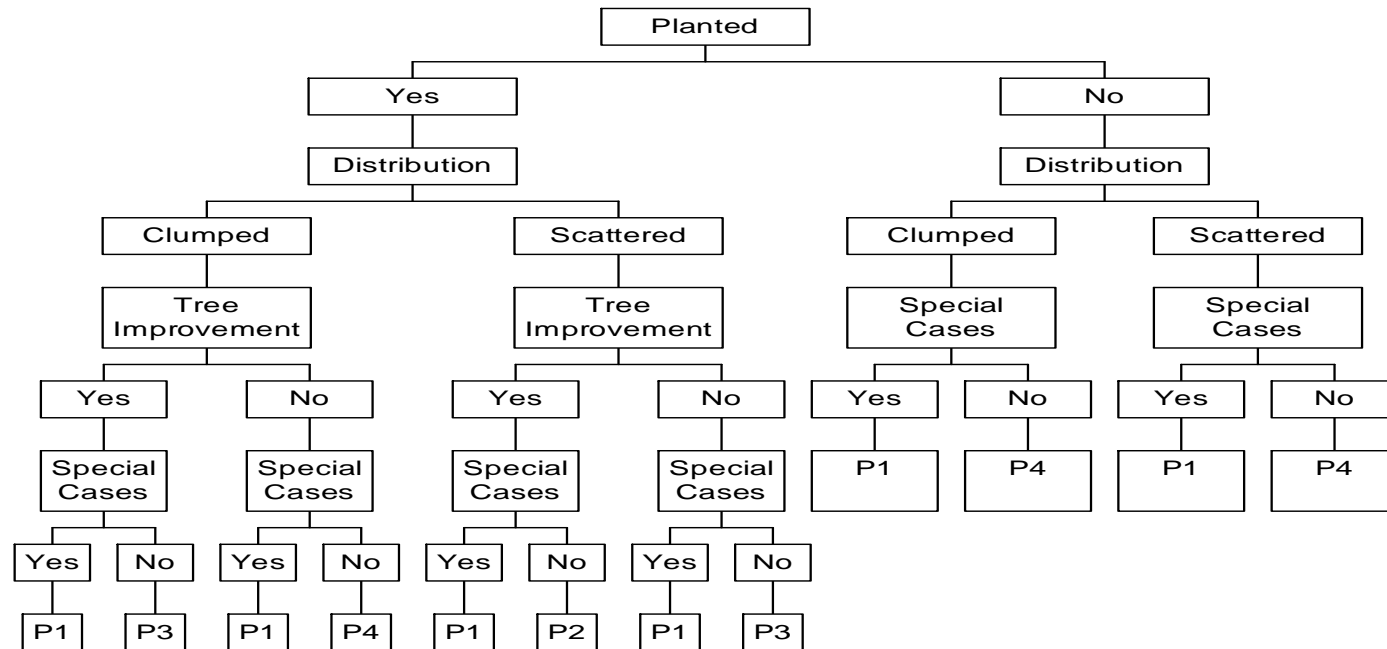 Planted
Yes
No
Distribution
Distribution
Clumped
Scattered
Clumped
Scattered
Tree
Improvement
Tree
Improvement
Special
Cases
Special
Cases
Yes
No
Yes
No
Yes
No
Yes
No
Special
Cases
Special
Cases
Special
Cases
Special
Cases
P1
P4
P1
P4
Yes
No
Yes
No
Yes
No
Yes
No
P1
P3
P1
P4
P1
P2
P1
P3